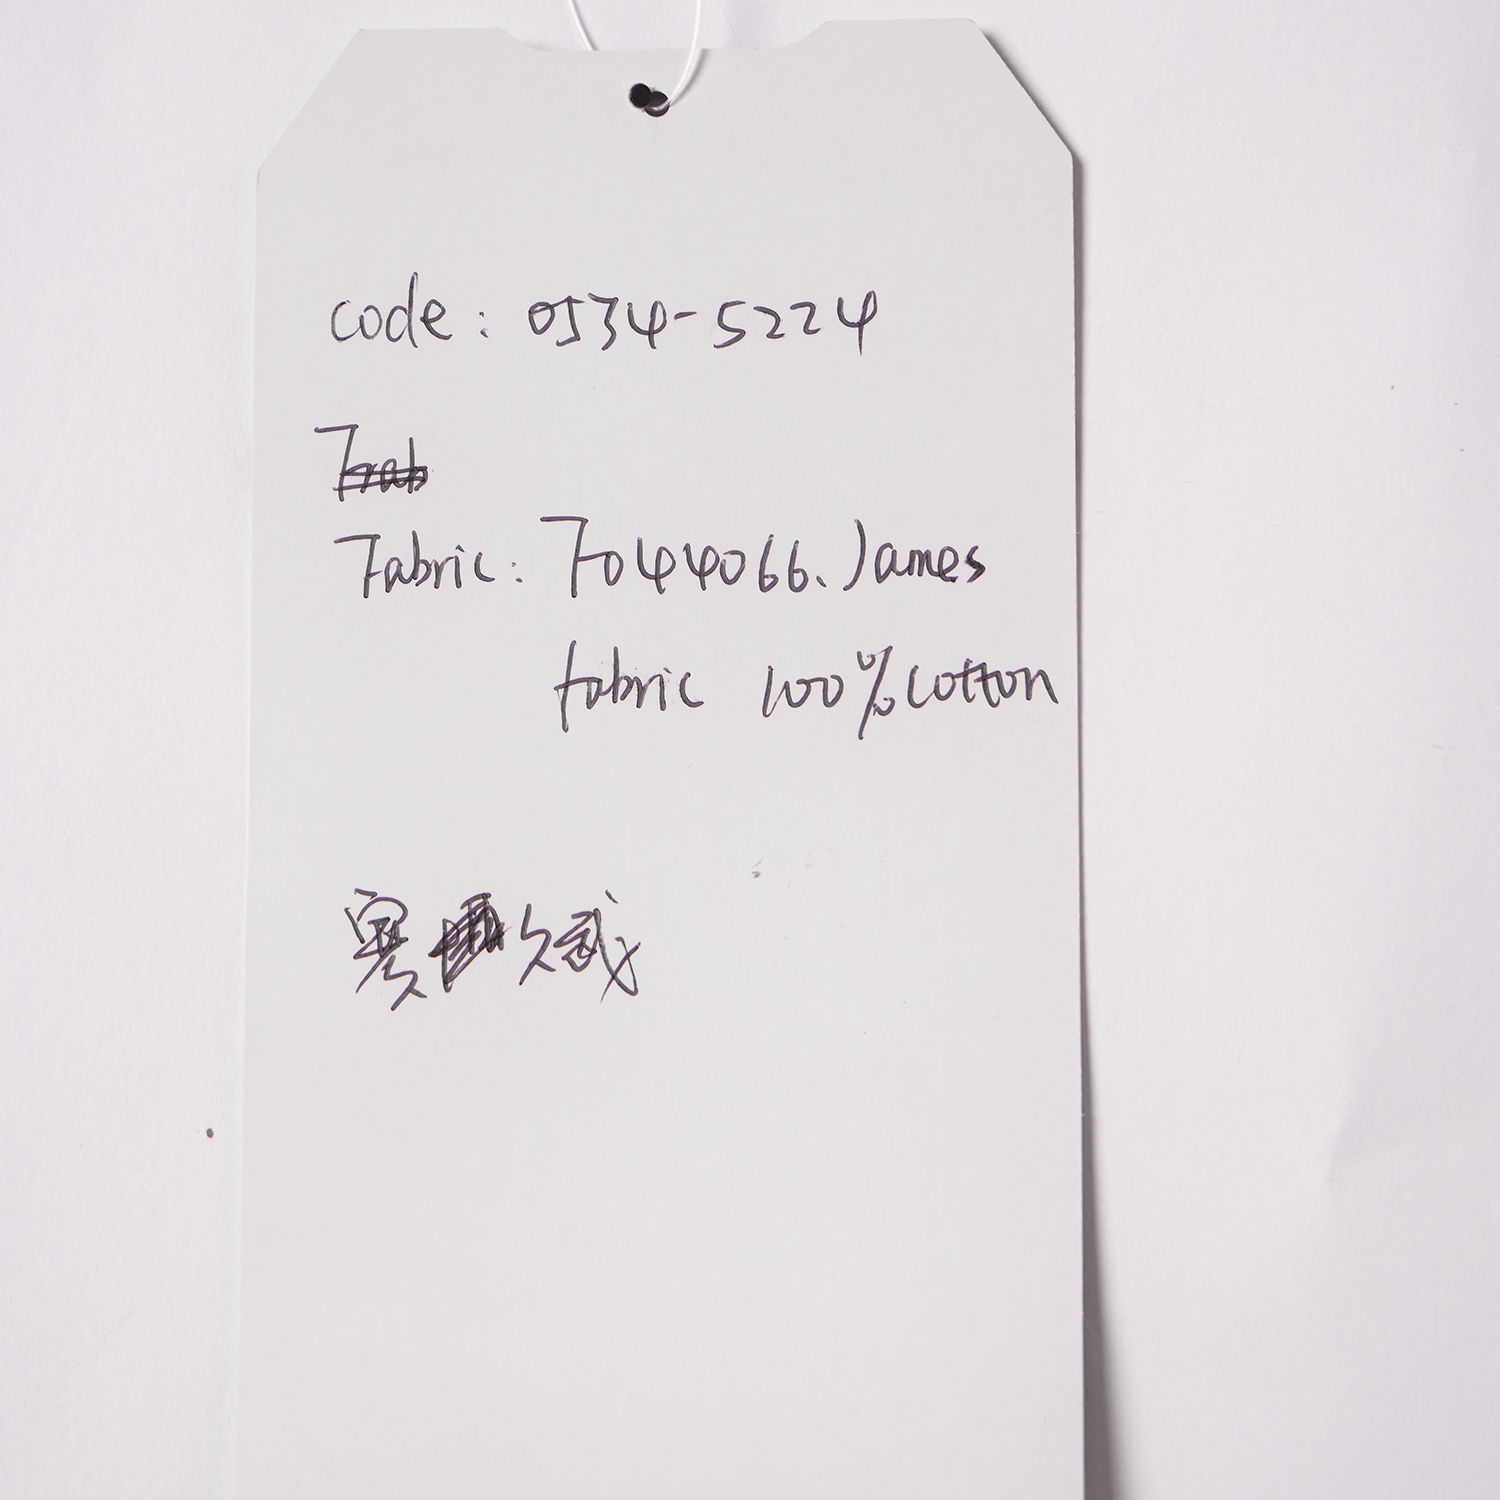 code: 0534-5224
Fabric: 7044066. James
fabric 100% cotton